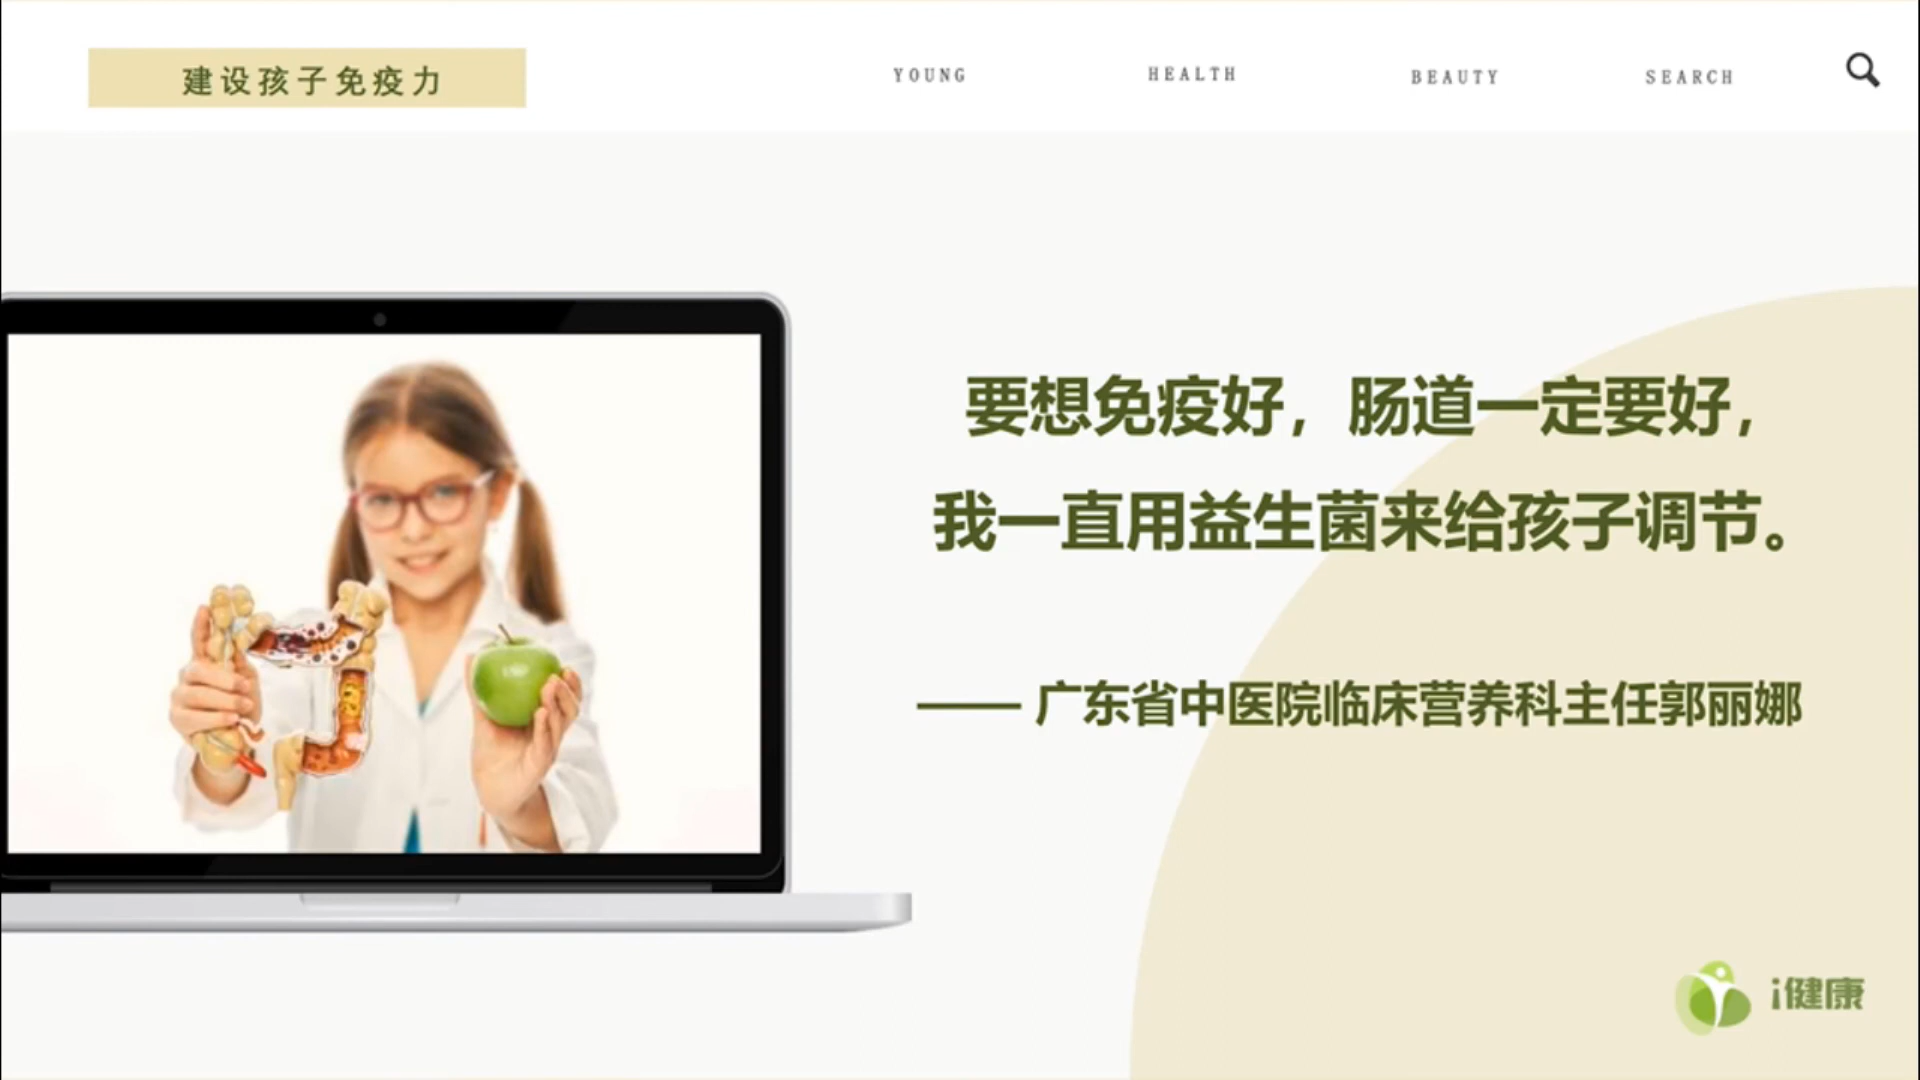 建设孩子免疫力
YOUNG
HEALTH
BEAUTY
SEARCH
要想免疫好，肠道一定要好，
我一直用益生菌来给孩子调节。
—— 广东省中医院临床营养科主任郭丽娜
i健康